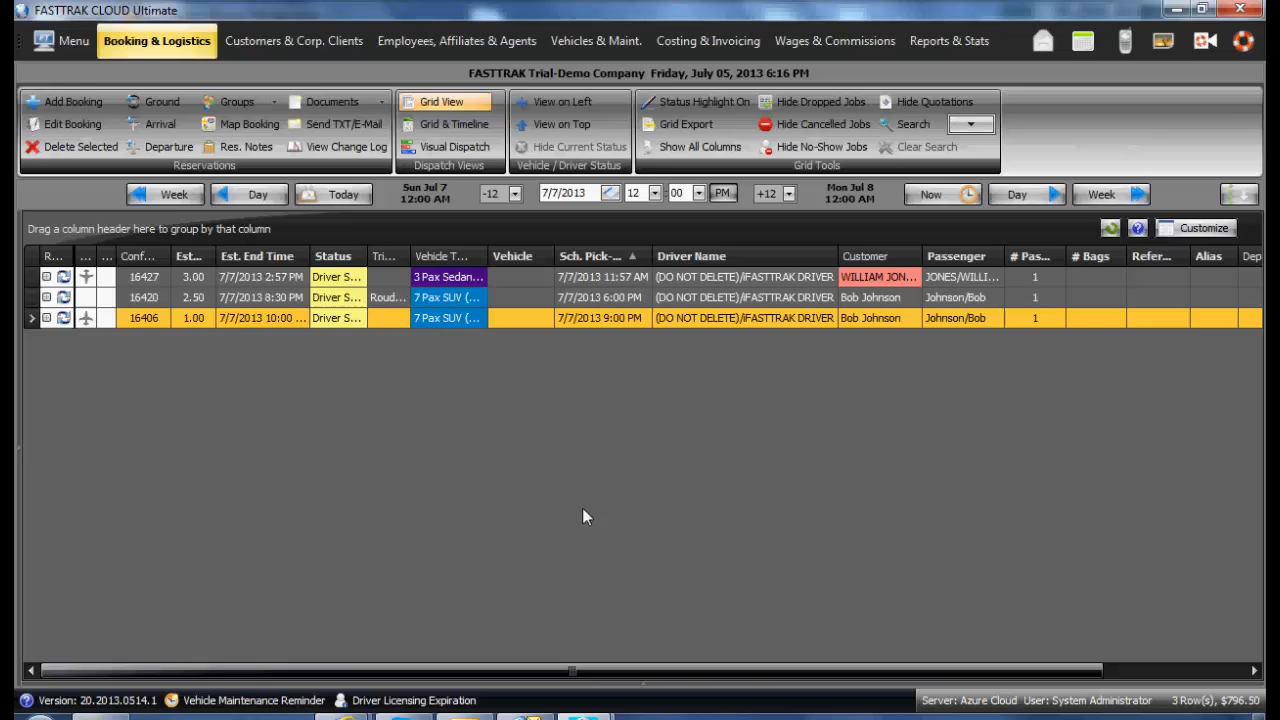 FASTTRAK CLOUD Ultimate
Menu Booking & Logistics Customers & Corp. Clients Employees, Affiliates & Agents Vehicles & Maint. Costing & Invoicing Wages & Commissions Reports & Stats
FASTTRAK Trial-Demo Company Friday, July 05, 2013 6:16 PM
Add Booking Ground Groups Documents Grid View View on Left Status Highlight On Hide Dropped Jobs Hide Quotations
Edit Booking Arrival Map Booking Send TXT/E-Mail Grid & Timeline View on Top Grid Export Hide Cancelled Jobs Search
Delete Selected Departure Res. Notes View Change Log Visual Dispatch Hide Current Status Show All Columns Hide No-Show Jobs Clear Search
Reservations Dispatch Views Vehicle / Driver Status Grid Tools
Week Day Today Sun Jul 7 12:00 AM -12 7/7/2013 12 00 PM +12 Mon Jul 8 12:00 AM Now Day Week
Drag a column header here to group by that column Customize
R... ... ... Conf... Est... Est. End Time Status Tri... Vehicle T... Vehicle Sch. Pick-... Driver Name Customer Passenger # Pas... # Bags Refer... Alias Dep
16427 3.00 7/7/2013 2:57 PM Driver S... 3 Pax Sedan... 7/7/2013 11:57 AM (DO NOT DELETE)/iFASTTRAK DRIVER WILLIAM JON... JONES/WILLI... 1
16420 2.50 7/7/2013 8:30 PM Driver S... Roud... 7 Pax SUV (... 7/7/2013 6:00 PM (DO NOT DELETE)/iFASTTRAK DRIVER Bob Johnson Johnson/Bob 1
16406 1.00 7/7/2013 10:00 ... Driver S... 7 Pax SUV (... 7/7/2013 9:00 PM (DO NOT DELETE)/iFASTTRAK DRIVER Bob Johnson Johnson/Bob 1
Version: 20.2013.0514.1 Vehicle Maintenance Reminder Driver Licensing Expiration Server: Azure Cloud User: System Administrator 3 Row(s), $796.50